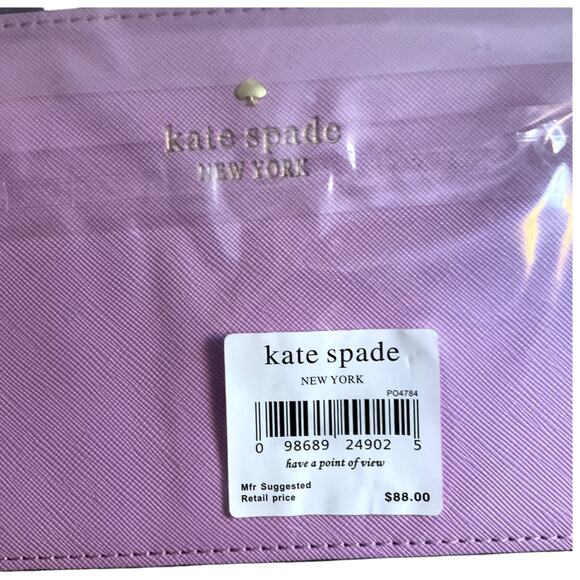 kate spade
NEW YORK
kate spade
NEW YORK
PO4784
0 98689 24902 5
have a point of view
Mfr Suggested
Retail price $88.00